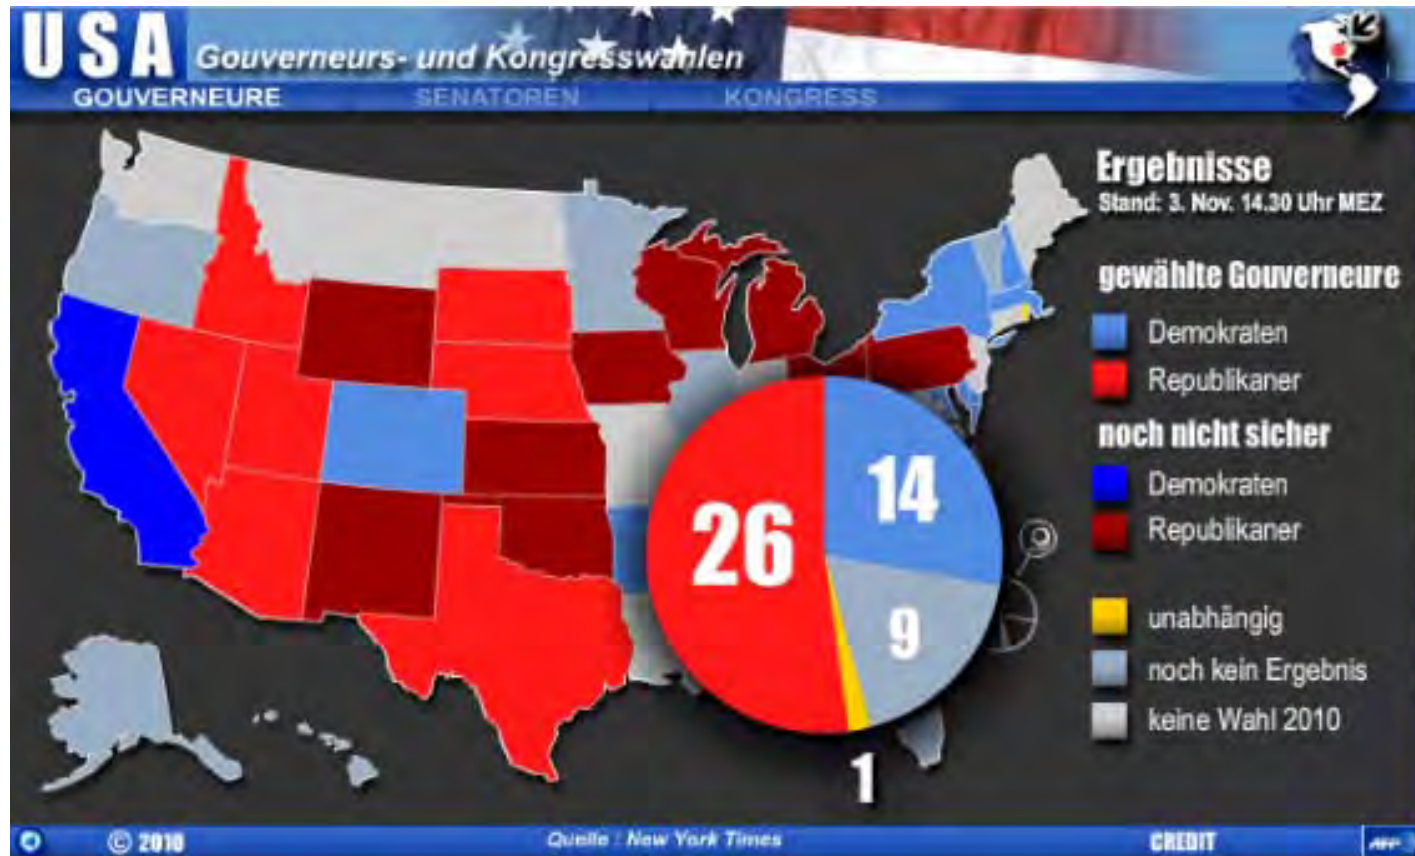 USA
Gouverneurs- und Kongresswahlen
GOUVERNEURE SENATOREN KONGRESS
Ergebnisse
Stand: 3. Nov. 14.30 Uhr MEZ
gewählte Gouverneure
Demokraten
Republikaner
noch nicht sicher
Demokraten
Republikaner
unabhängig
noch kein Ergebnis
keine Wahl 2010
26
14
9
1
© 2010
Quelle : New York Times
CREDIT
AFP